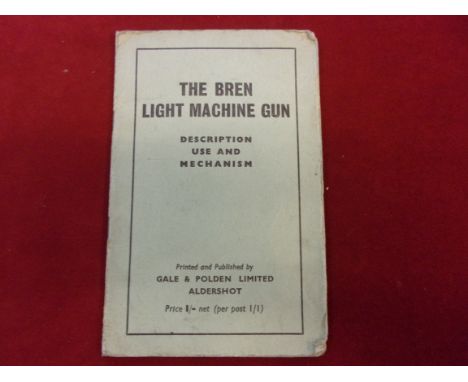 THE BREN
LIGHT MACHINE GUN
DESCRIPTION
USE AND
MECHANISM
Printed and Published by
GALE & POLDEN LIMITED
ALDERSHOT
Price 1/- net (per post 1/1)